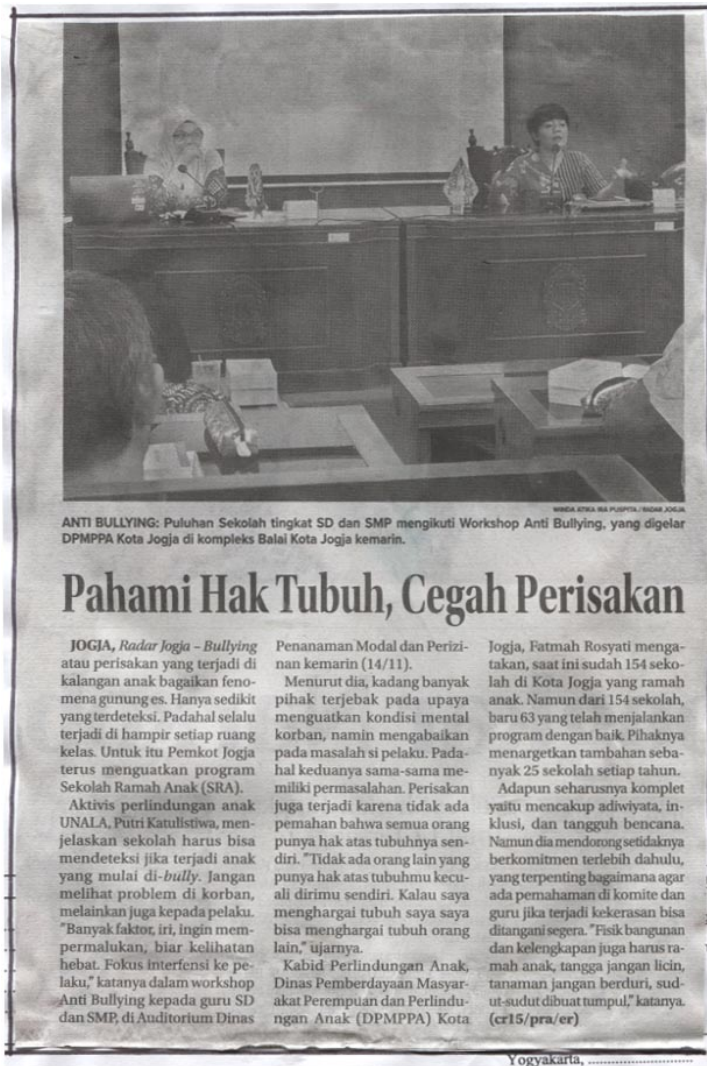 WINDA ATIKA IRA PUSPITA / RADAR JOGJA
ANTI BULLYING: Puluhan Sekolah tingkat SD dan SMP mengikuti Workshop Anti Bullying, yang digelar
DPMPPA Kota Jogja di kompleks Balai Kota Jogja kemarin.
Pahami Hak Tubuh, Cegah Perisakan
JOGJA, Radar Jogja – Bullying
atau perisakan yang terjadi di
kalangan anak bagaikan feno-
mena gunung es. Hanya sedikit
yang terdeteksi. Padahal selalu
terjadi di hampir setiap ruang
kelas. Untuk itu Pemkot Jogja
terus menguatkan program
Sekolah Ramah Anak (SRA).
Aktivis perlindungan anak
UNALA, Putri Katulistiwa, men-
jelaskan sekolah harus bisa
mendeteksi jika terjadi anak
yang mulai di-bully. Jangan
melihat problem di korban,
melainkan juga kepada pelaku.
"Banyak faktor, iri, ingin mem-
permalukan, biar kelihatan
hebat. Fokus interfensi ke pe-
laku," katanya dalam workshop
Anti Bullying kepada guru SD
dan SMP, di Auditorium Dinas
Penanaman Modal dan Perizi-
nan kemarin (14/11).
Menurut dia, kadang banyak
pihak terjebak pada upaya
menguatkan kondisi mental
korban, namin mengabaikan
pada masalah si pelaku. Pada-
hal keduanya sama-sama me-
miliki permasalahan. Perisakan
juga terjadi karena tidak ada
pemahan bahwa semua orang
punya hak atas tubuhnya sen-
diri. "Tidak ada orang lain yang
punya hak atas tubuhmu kecu-
ali dirimu sendiri. Kalau saya
menghargai tubuh saya saya
bisa menghargai tubuh orang
lain," ujarnya.
Kabid Perlindungan Anak,
Dinas Pemberdayaan Masyar-
akat Perempuan dan Perlindu-
ngan Anak (DPMPPA) Kota
Jogja, Fatmah Rosyati menga-
takan, saat ini sudah 154 seko-
lah di Kota Jogja yang ramah
anak. Namun dari 154 sekolah,
baru 63 yang telah menjalankan
program dengan baik. Pihaknya
menargetkan tambahan seba-
nyak 25 sekolah setiap tahun.
Adapun seharusnya komplet
yaitu mencakup adiwiyata, in-
klusi, dan tangguh bencana.
Namun dia mendorong setidaknya
berkomitmen terlebih dahulu,
yang terpenting bagaimana agar
ada pemahaman di komite dan
guru jika terjadi kekerasan bisa
ditangani segera. "Fisik bangunan
dan kelengkapan juga harus ra-
mah anak, tangga jangan licin,
tanaman jangan berduri, sud-
ut-sudut dibuat tumpul," katanya.
(cr15/pra/er)
Yogyakarta, ..........................